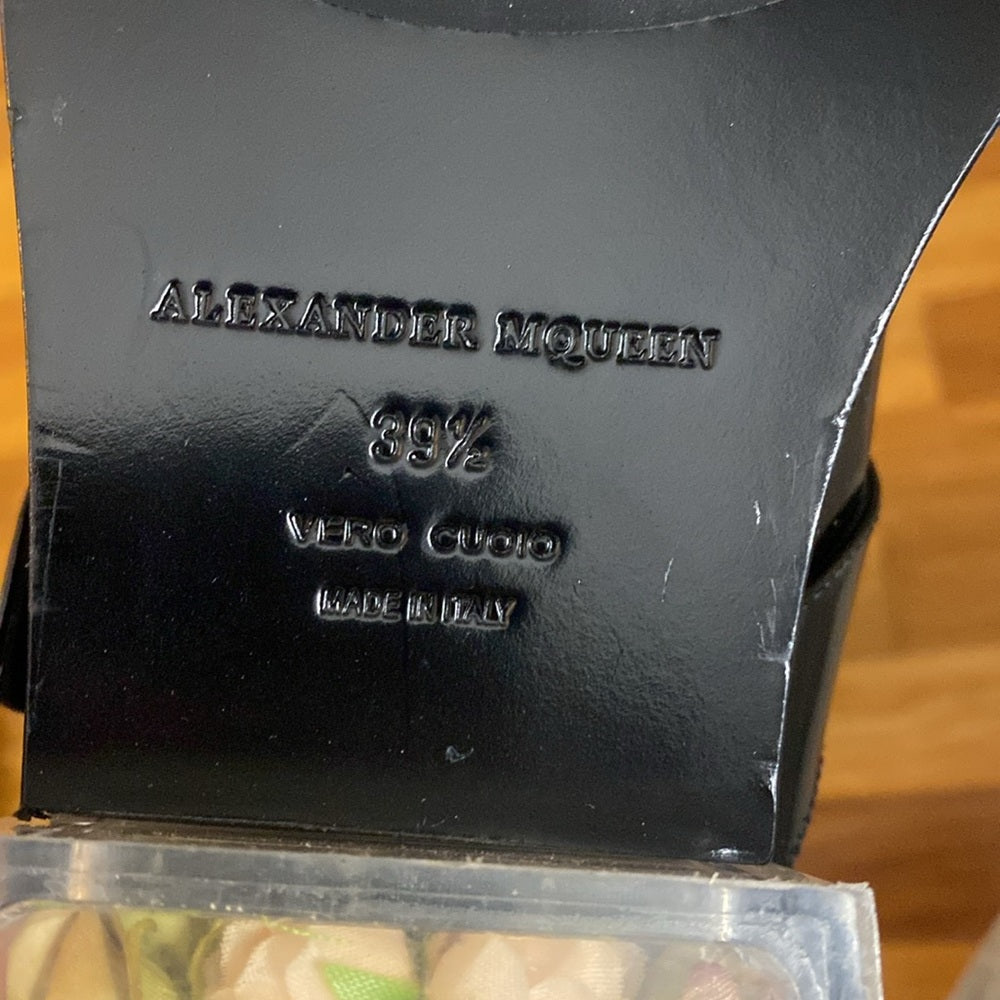 ALEXANDER MQUEEN
39½
VERO CUOIO
MADE IN ITALY